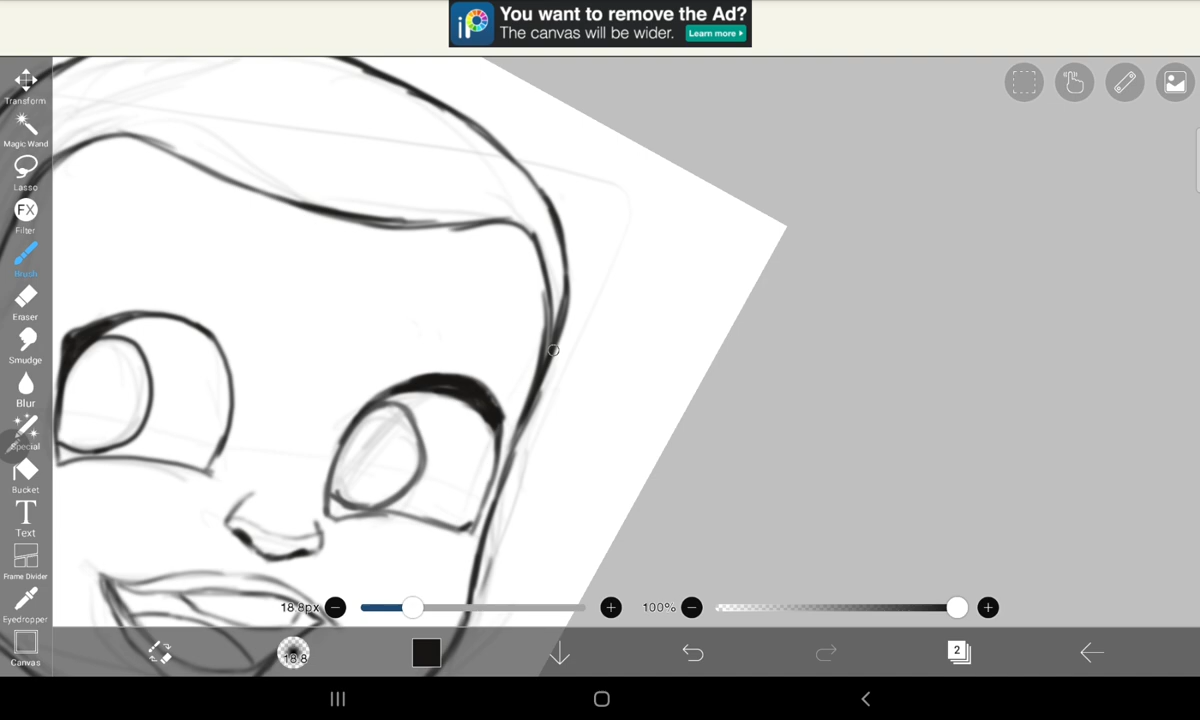 iP
You want to remove the Ad?
The canvas will be wider.
Learn more
Transform
Magic Wand
Lasso
FX
Filter
Brush
Eraser
Smudge
Blur
Special
Bucket
T
Text
Frame Divider
Eyedropper
Canvas
18.8px
100%
18.8
2